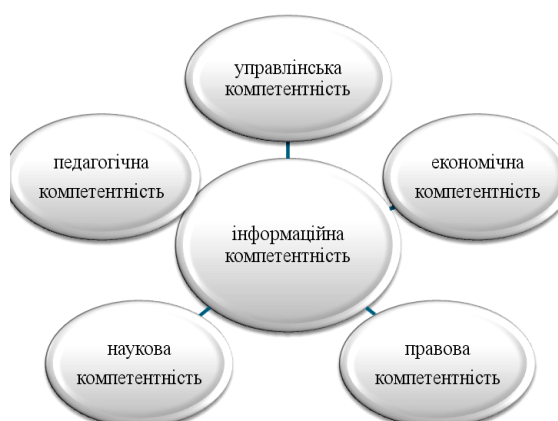 управлінська
компетентність
педагогічна
компетентність
економічна
компетентність
інформаційна
компетентність
наукова
компетентність
правова
компетентність